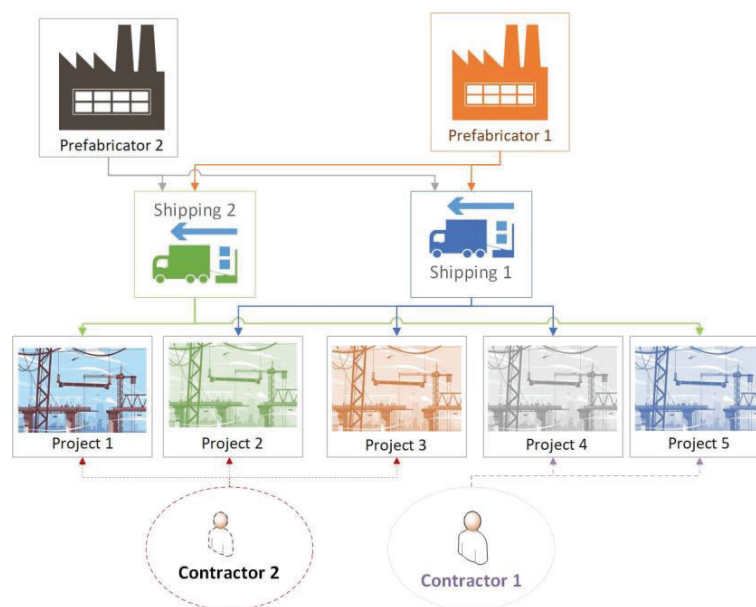 Prefabricator 2
Prefabricator 1
Shipping 2
Shipping 1
Project 1
Project 2
Project 3
Project 4
Project 5
Contractor 2
Contractor 1